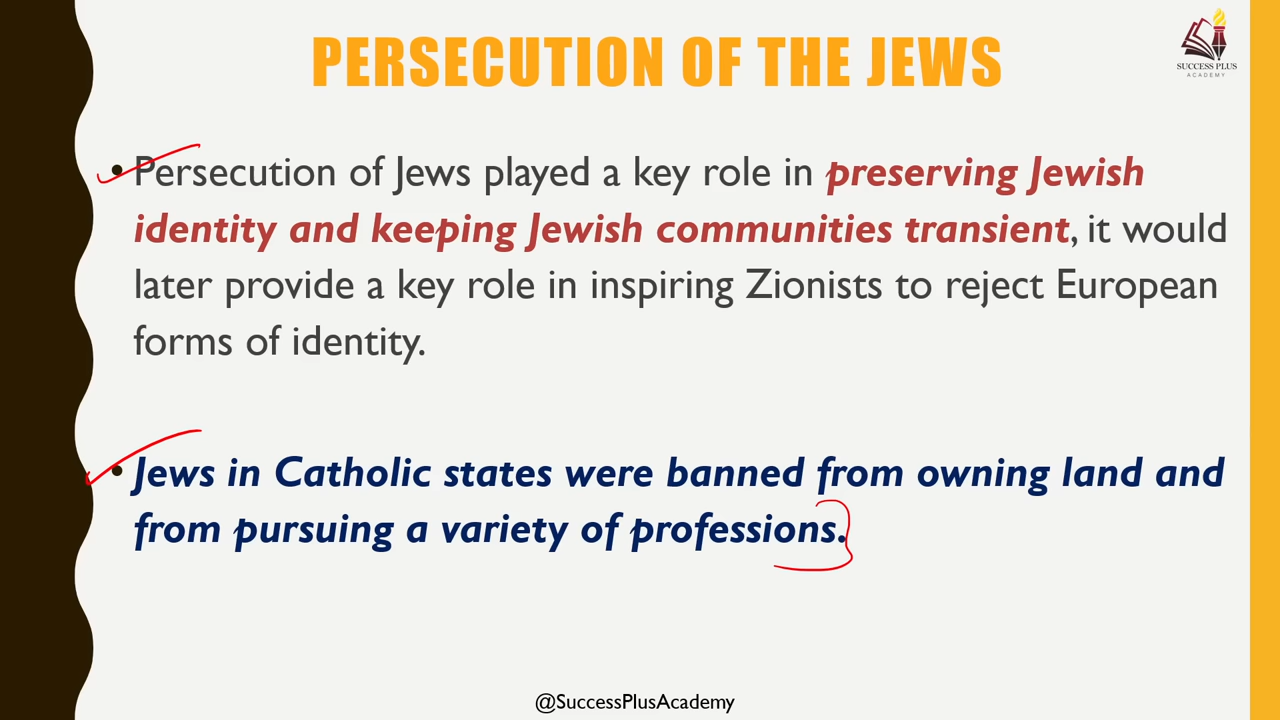 PERSECUTION OF THE JEWS
SUCCESS PLUS
ACADEMY
• Persecution of Jews played a key role in preserving Jewish
identity and keeping Jewish communities transient, it would
later provide a key role in inspiring Zionists to reject European
forms of identity.
• Jews in Catholic states were banned from owning land and
from pursuing a variety of professions.
@SuccessPlusAcademy